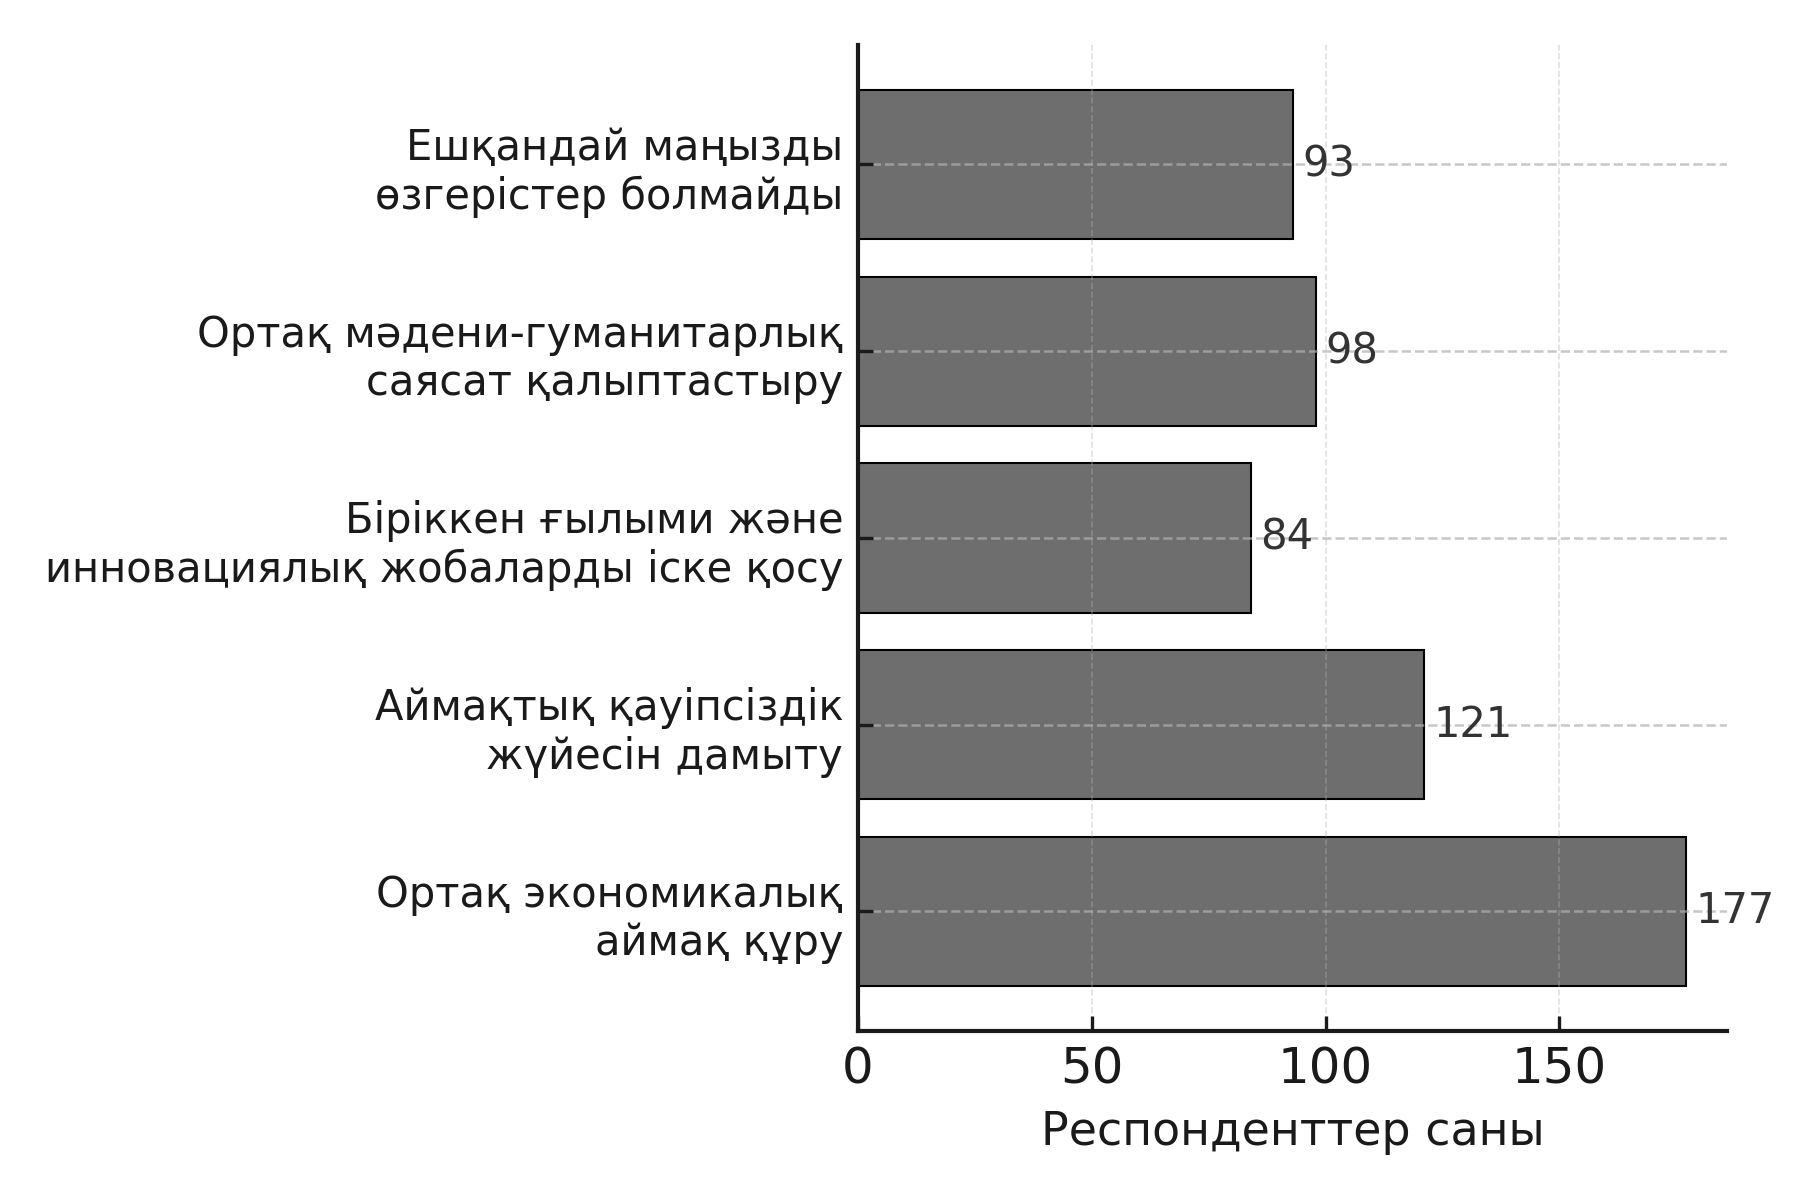 Ешқандай маңызды
өзгерістер болмайды
93
Ортақ мәдени-гуманитарлық
саясат қалыптастыру
98
Біріккен ғылыми және
инновациялық жобаларды іске қосу
84
Аймақтық қауіпсіздік
жүйесін дамыту
121
Ортақ экономикалық
аймақ құру
177
0 50 100 150
Респонденттер саны